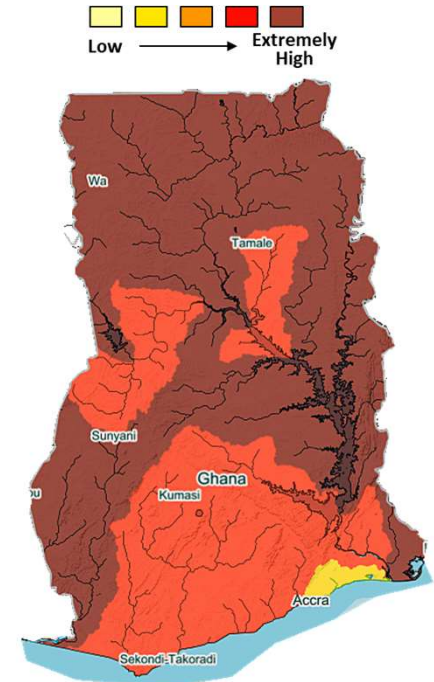 Low
Extremely
High
Wa
Tamale
Sunyani
Ghana
Kumasi
Accra
Sekondi-Takoradi